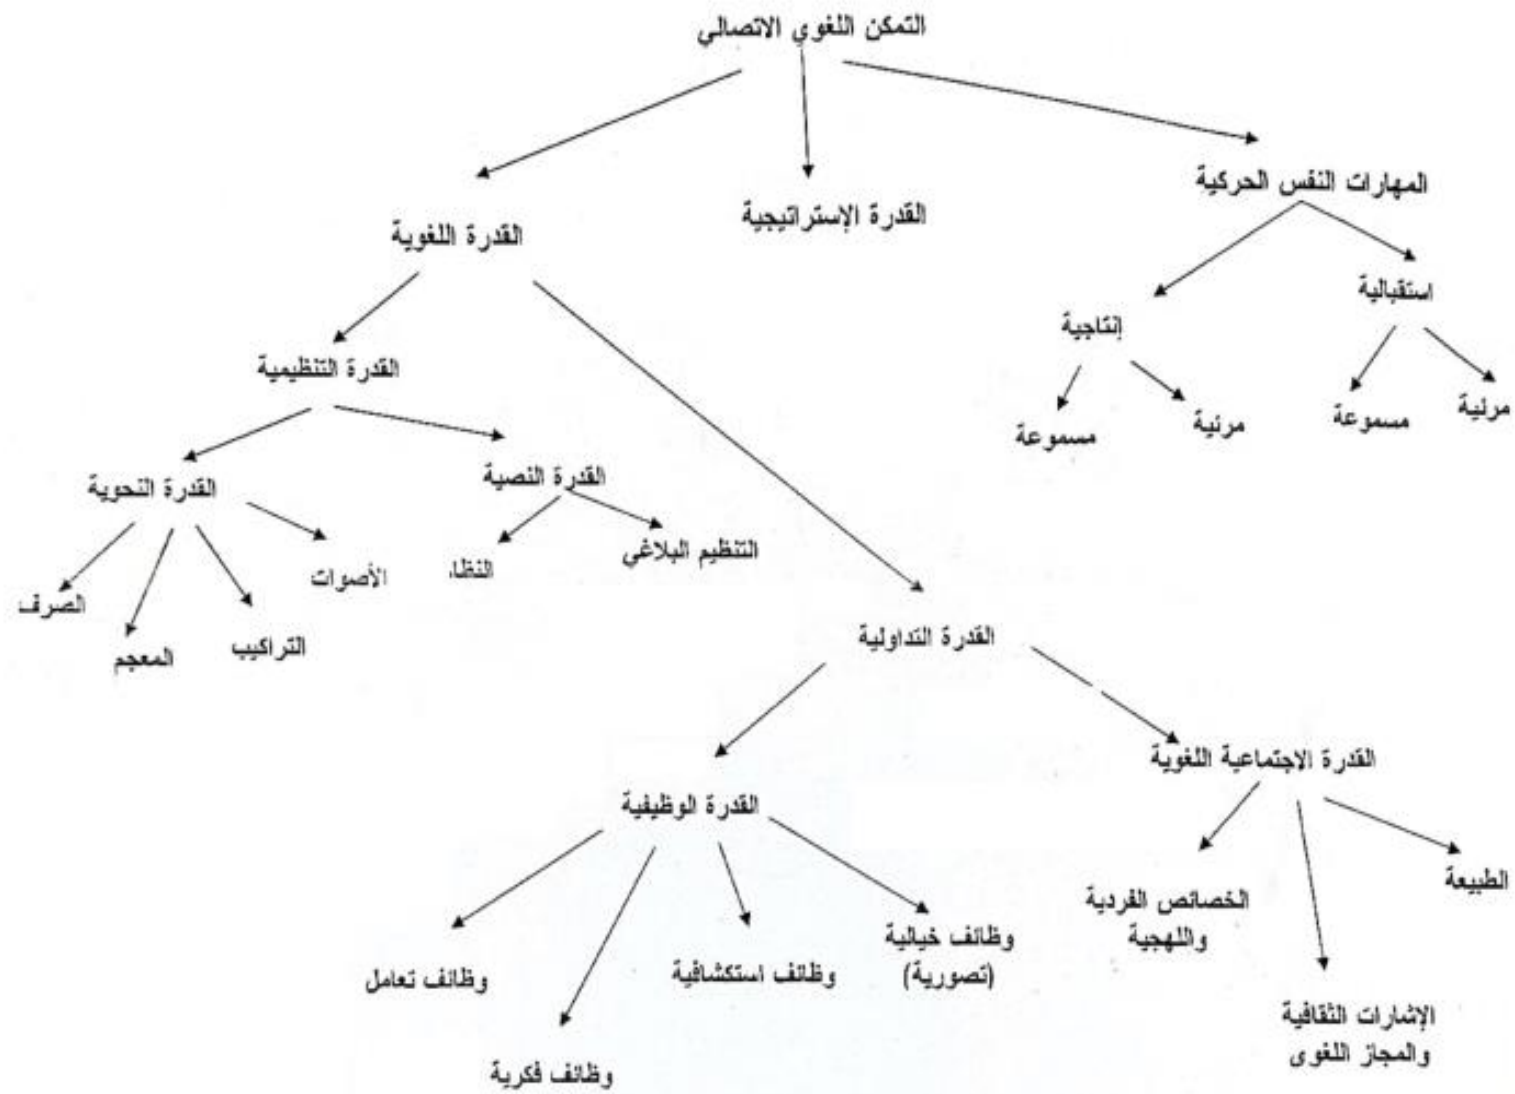 التمكن اللغوي الاتصالي
المهارات النفس الحركية
القدرة الإستراتيجية
القدرة اللغوية
استقبالية
إنتاجية
القدرة التنظيمية
مرئية
مسموعة
مرئية
مسموعة
القدرة النصية
القدرة النحوية
التنظيم البلاغي
النظا.
الأصوات
التراكيب
المعجم
الصرف
القدرة التداولية
القدرة الاجتماعية اللغوية
القدرة الوظيفية
الطبيعة
الخصائص الفردية
واللهجية
الإشارات الثقافية
والمجاز اللغوى
وظائف خيالية
(تصورية)
وظائف استكشافية
وظائف تعامل
وظائف فكرية